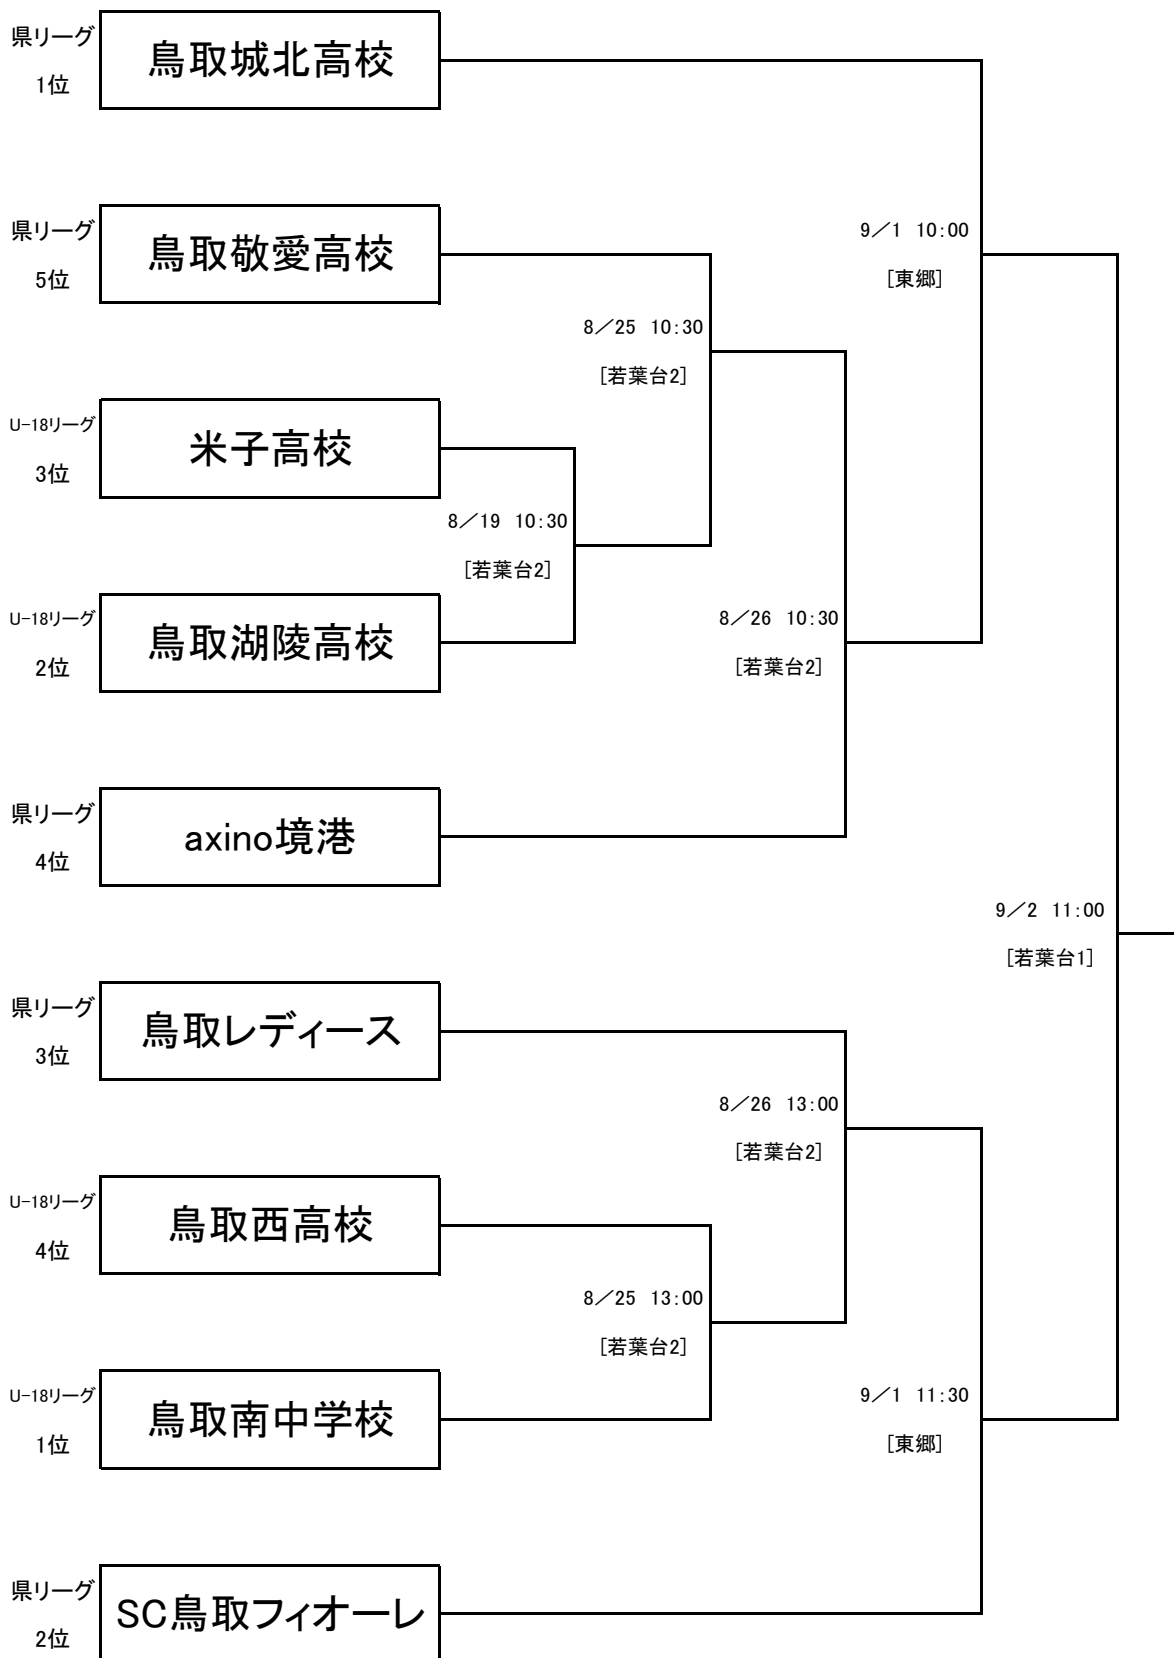 県リーグ
1位
鳥取城北高校
県リーグ
5位
鳥取敬愛高校
9／1 10:00
[東郷]
8／25 10:30
[若葉台2]
U-18リーグ
3位
米子高校
8／19 10:30
[若葉台2]
U-18リーグ
2位
鳥取湖陵高校
8／26 10:30
[若葉台2]
県リーグ
4位
axino境港
9／2 11:00
[若葉台1]
県リーグ
3位
鳥取レディース
8／26 13:00
[若葉台2]
U-18リーグ
4位
鳥取西高校
8／25 13:00
[若葉台2]
U-18リーグ
1位
鳥取南中学校
9／1 11:30
[東郷]
県リーグ
2位
SC鳥取フィオーレ